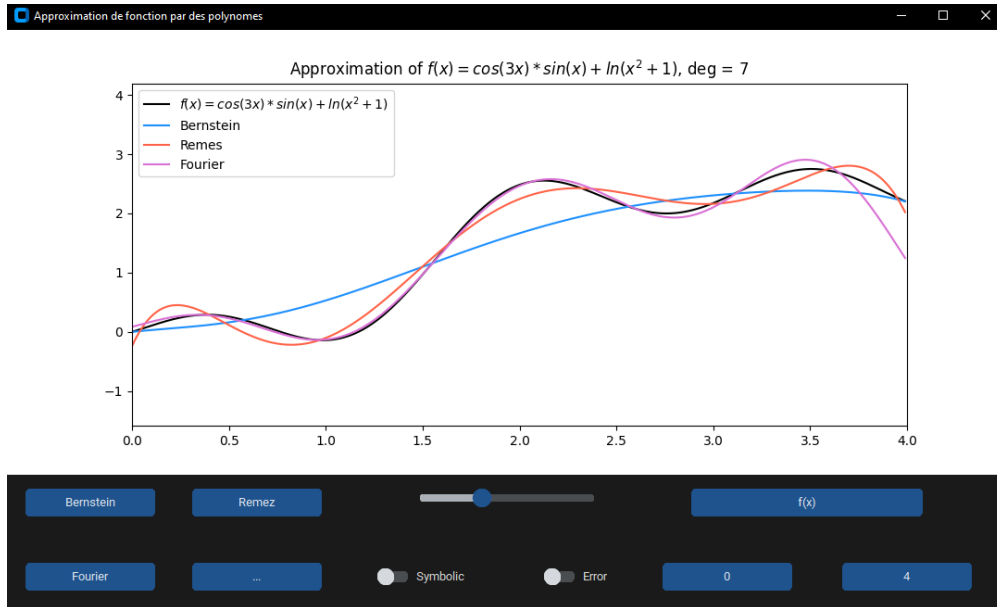 Approximation de fonction par des polynomes
Approximation of f(x) = cos(3x) * sin(x) + ln(x² + 1), deg = 7
f(x) = cos(3x) * sin(x) + ln(x² + 1)
Bernstein
Remes
Fourier
4
3
2
1
0
−1
0.0 0.5 1.0 1.5 2.0 2.5 3.0 3.5 4.0
Bernstein Remez f(x)
Fourier ... Symbolic Error 0 4